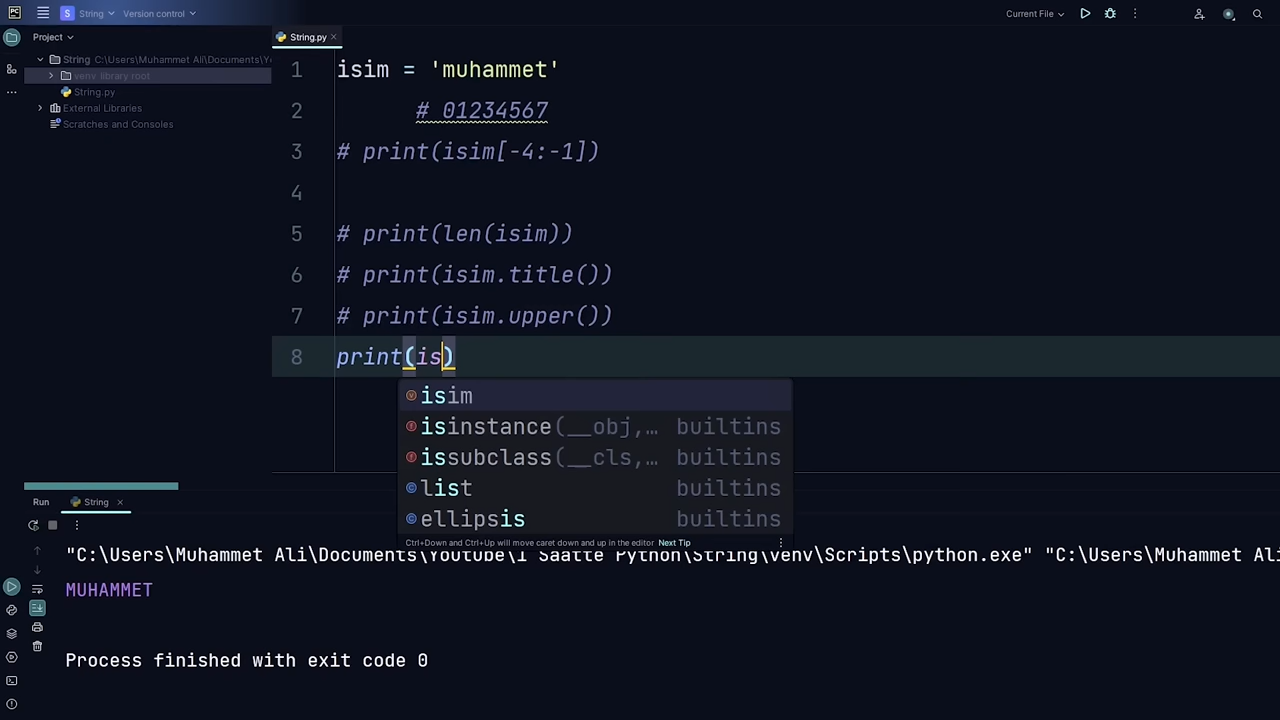 PC
S String Version control
Current File
Project
String.py
String C:\Users\Muhammet Ali\Documents\Yo
venv library root
String.py
External Libraries
Scratches and Consoles
1 isim = 'muhammet'
2 # 01234567
3 # print(isim[-4:-1])
4
5 # print(len(isim))
6 # print(isim.title())
7 # print(isim.upper())
8 print(is)
isim
isinstance(__obj,… builtins
issubclass(__cls,… builtins
list builtins
ellipsis builtins
Ctrl+Down and Ctrl+Up will move caret down and up in the editor Next Tip
Run String
"C:\Users\Muhammet Ali\Documents\Youtube\1 Saatte Python\String\venv\Scripts\python.exe" "C:\Users\Muhammet Ali
MUHAMMET
Process finished with exit code 0